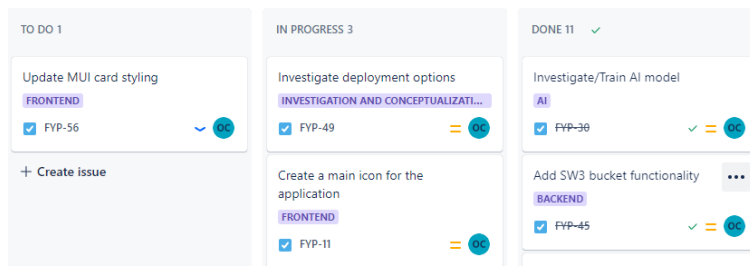 TO DO 1
Update MUI card styling
FRONTEND
FYP-56
OC
+ Create issue
IN PROGRESS 3
Investigate deployment options
INVESTIGATION AND CONCEPTUALIZATI...
FYP-49
OC
Create a main icon for the
application
FRONTEND
FYP-11
OC
DONE 11
Investigate/Train AI model
AI
FYP-30
OC
Add SW3 bucket functionality
BACKEND
FYP-45
OC